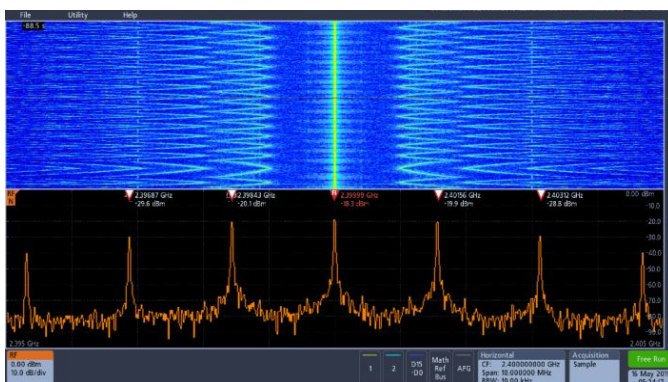 File Utility Help
-88.5 s
2.39687 GHz 2.39843 GHz 2.39999 GHz 2.40156 GHz 2.40312 GHz 0.00 dBm
-29.6 dBm -20.1 dBm -18.3 dBm -19.9 dBm -28.8 dBm -10.0
-20.0
-30.0
-40.0
-50.0
-60.0
-70.0
-80.0
-90.0
2.395 GHz 2.405 GHz
RF Horizontal Acquisition
0.00 dBm 1 2 D15 -D0 Math Ref Bus AFG CF: 2.400000000 GHz Sample Free Run
10.0 dB/div Span: 10.000000 MHz 16 May
RBW: 10.00 kHz